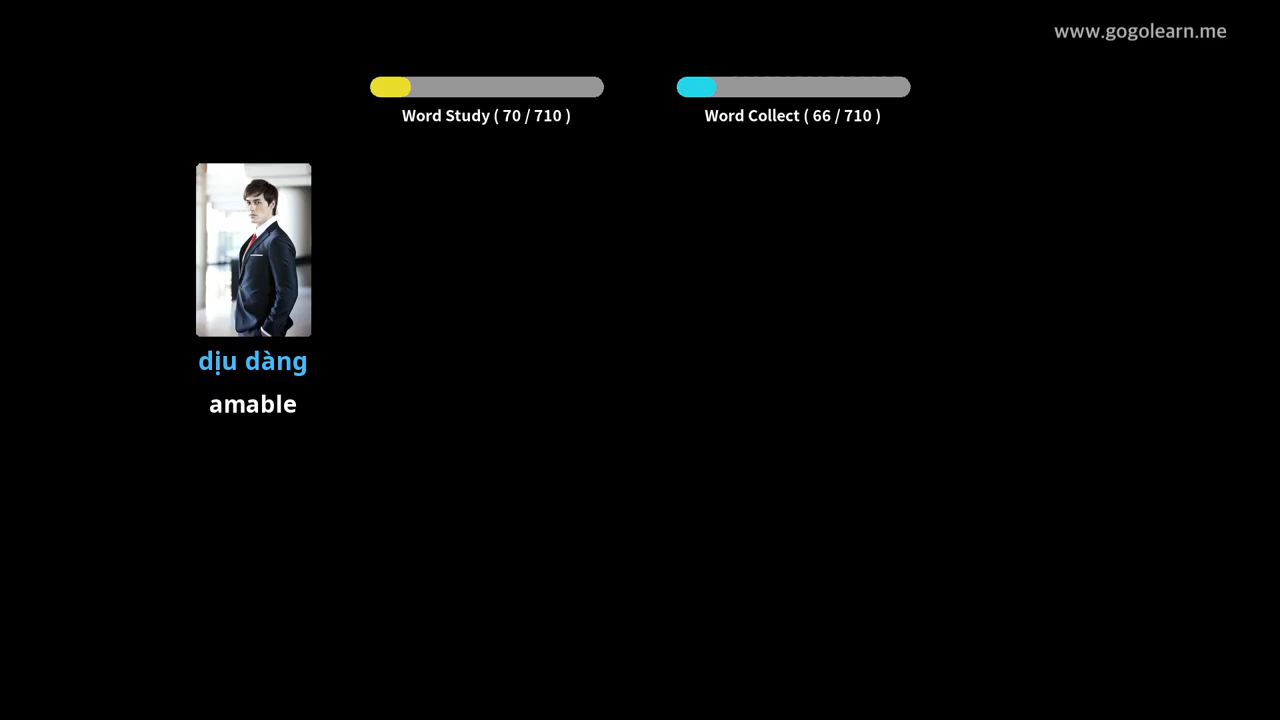 www.gogolearn.me
Word Study ( 70 / 710 )
Word Collect ( 66 / 710 )
dịu dàng
amable